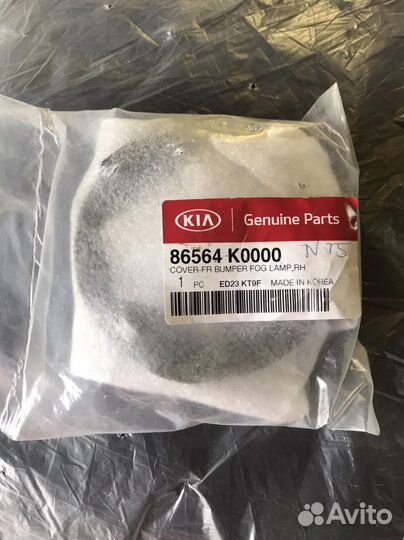 KIA Genuine Parts
86564 K0000
COVER-FR BUMPER FOG LAMP,RH
1 PC ED23 KT9F MADE IN KOREA
Avito